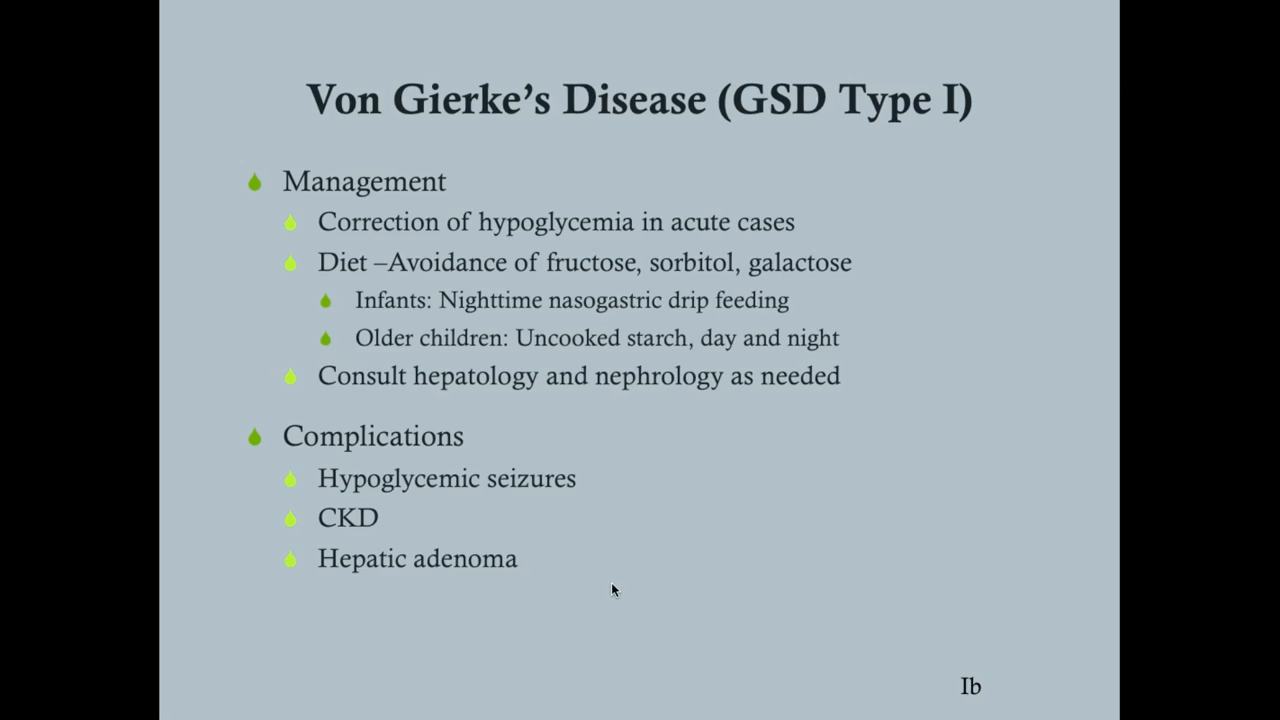 Von Gierke’s Disease (GSD Type I)
Management
Correction of hypoglycemia in acute cases
Diet –Avoidance of fructose, sorbitol, galactose
Infants: Nighttime nasogastric drip feeding
Older children: Uncooked starch, day and night
Consult hepatology and nephrology as needed
Complications
Hypoglycemic seizures
CKD
Hepatic adenoma
Ib